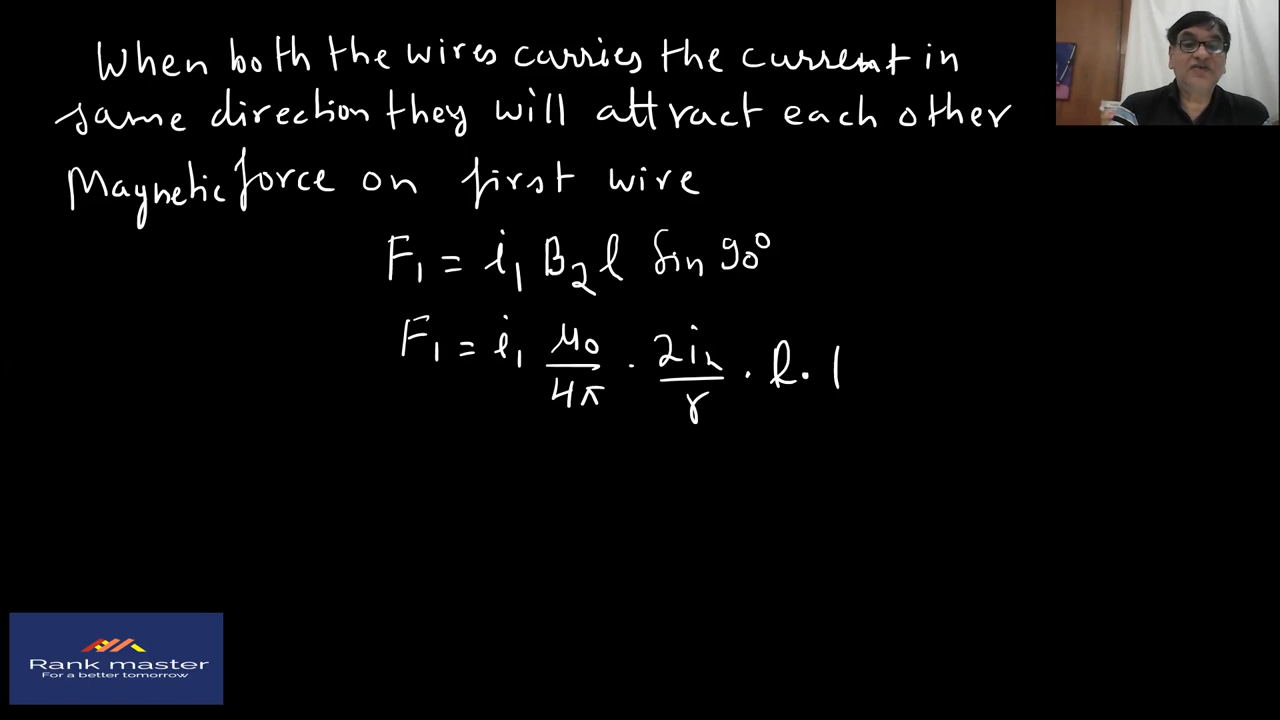 When both the wires carries the current in
same direction they will attract each other
Magnetic force on first wire
F₁ = i₁ B₂ l Sin 90°
F₁ = i₁ μ₀/4π · 2i₂/r · l · 1
Rank master
For a better tomorrow